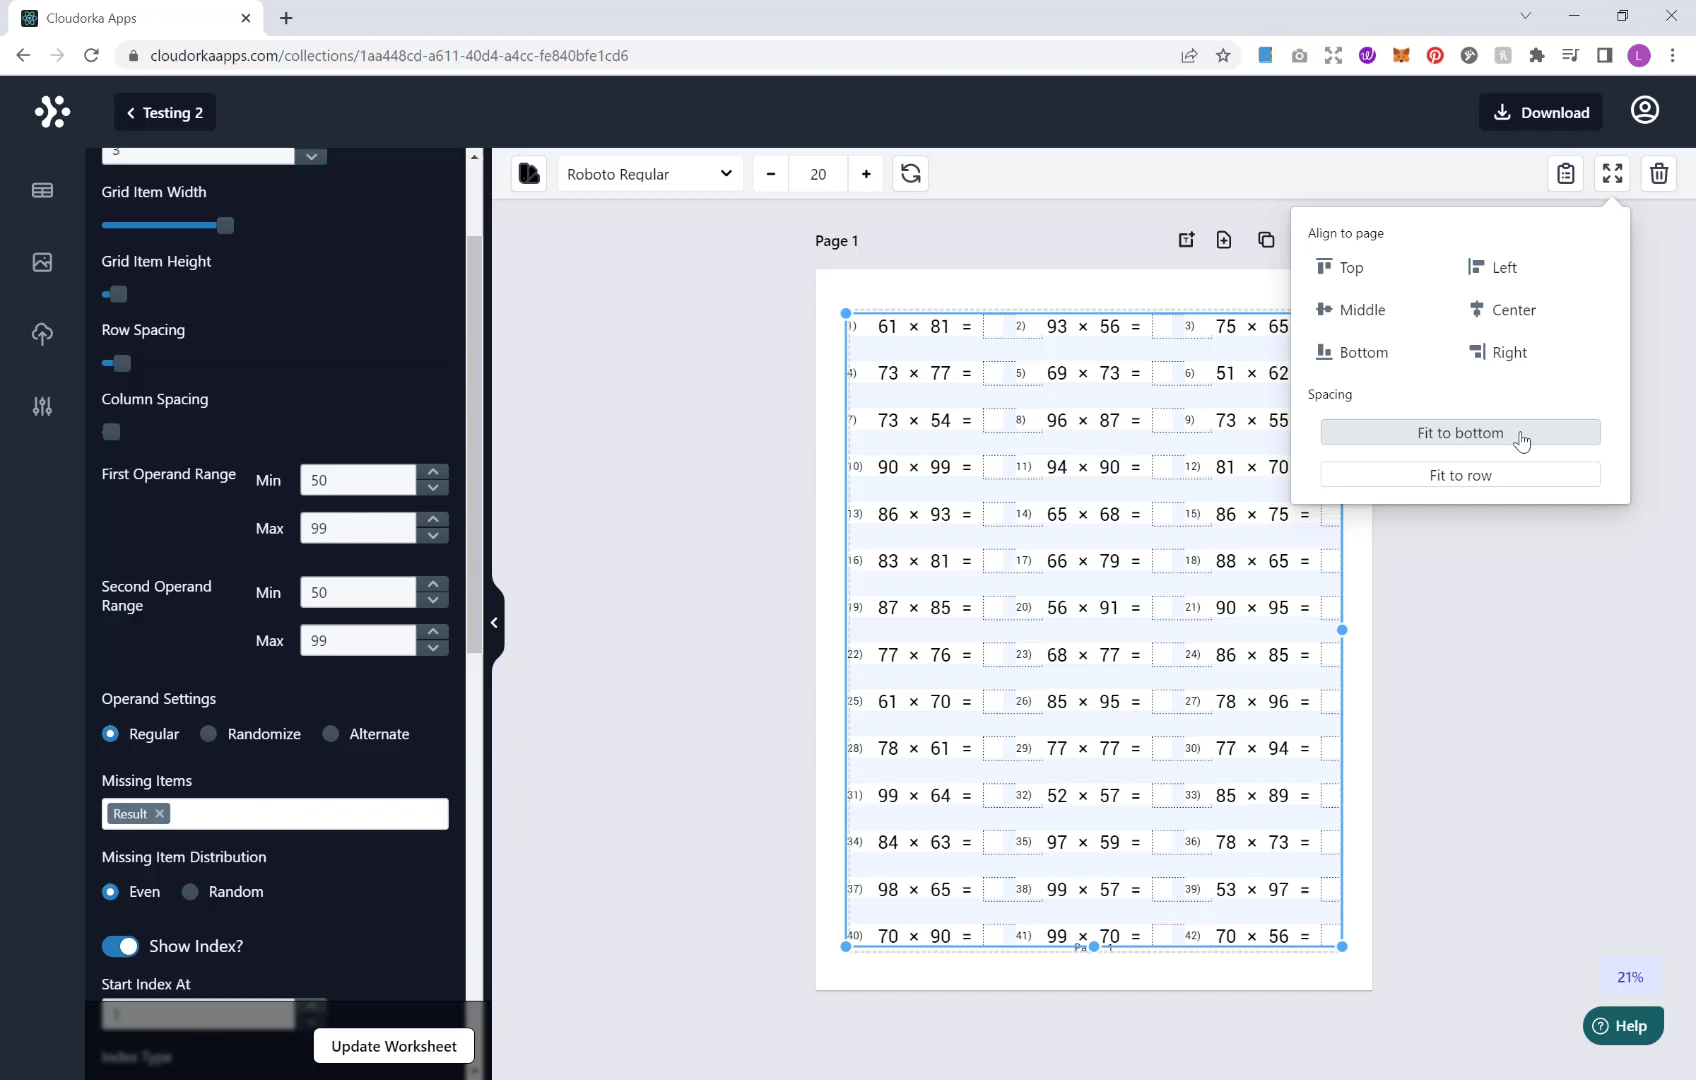 Cloudorka Apps
cloudorkaapps.com/collections/1aa448cd-a611-40d4-a4cc-fe840bfe1cd6
L
Testing 2
Download
3
Grid Item Width
Grid Item Height
Row Spacing
Column Spacing
First Operand Range Min 50
Max 99
Second Operand Range Min 50
Max 99
Operand Settings
Regular Randomize Alternate
Missing Items
Result
Missing Item Distribution
Even Random
Show Index?
Start Index At
1
Index Type
Update Worksheet
Roboto Regular - 20 +
Page 1
1) 61 × 81 = 2) 93 × 56 = 3) 75 × 65
4) 73 × 77 = 5) 69 × 73 = 6) 51 × 62
7) 73 × 54 = 8) 96 × 87 = 9) 73 × 55
10) 90 × 99 = 11) 94 × 90 = 12) 81 × 70
13) 86 × 93 = 14) 65 × 68 = 15) 86 × 75 =
16) 83 × 81 = 17) 66 × 79 = 18) 88 × 65 =
19) 87 × 85 = 20) 56 × 91 = 21) 90 × 95 =
22) 77 × 76 = 23) 68 × 77 = 24) 86 × 85 =
25) 61 × 70 = 26) 85 × 95 = 27) 78 × 96 =
28) 78 × 61 = 29) 77 × 77 = 30) 77 × 94 =
31) 99 × 64 = 32) 52 × 57 = 33) 85 × 89 =
34) 84 × 63 = 35) 97 × 59 = 36) 78 × 73 =
37) 98 × 65 = 38) 99 × 57 = 39) 53 × 97 =
40) 70 × 90 = 41) 99 × 70 = 42) 70 × 56 =
Align to page
Top Left
Middle Center
Bottom Right
Spacing
Fit to bottom
Fit to row
21%
Help